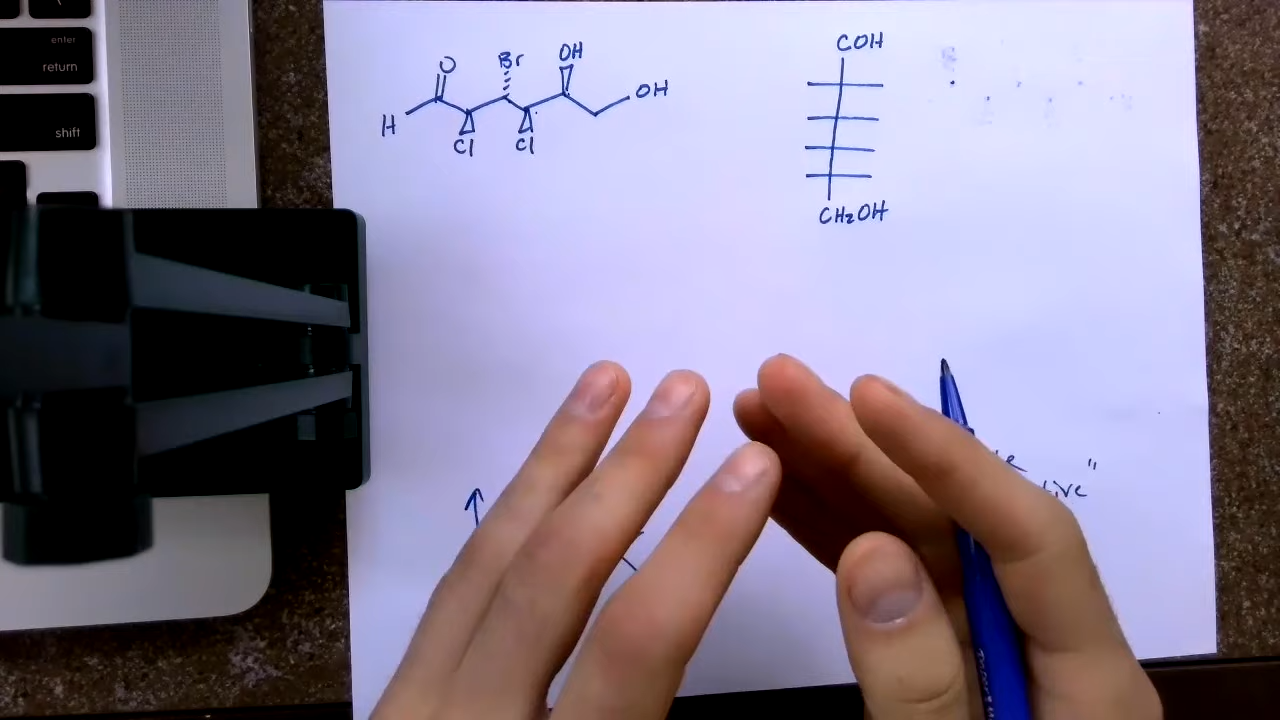 enter
return
shift
O
Br
OH
OH
H
Cl
Cl
COH
CH2OH
"